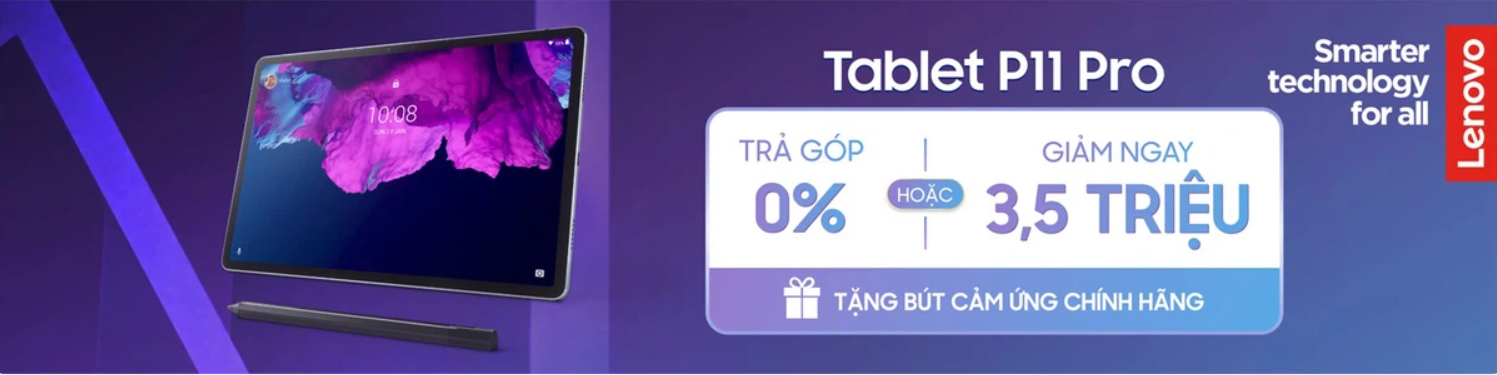 10:08
Tablet P11 Pro
TRẢ GÓP
0%
HOẶC
GIẢM NGAY
3,5 TRIỆU
TẶNG BÚT CẢM ỨNG CHÍNH HÃNG
Smarter
technology
for all
Lenovo